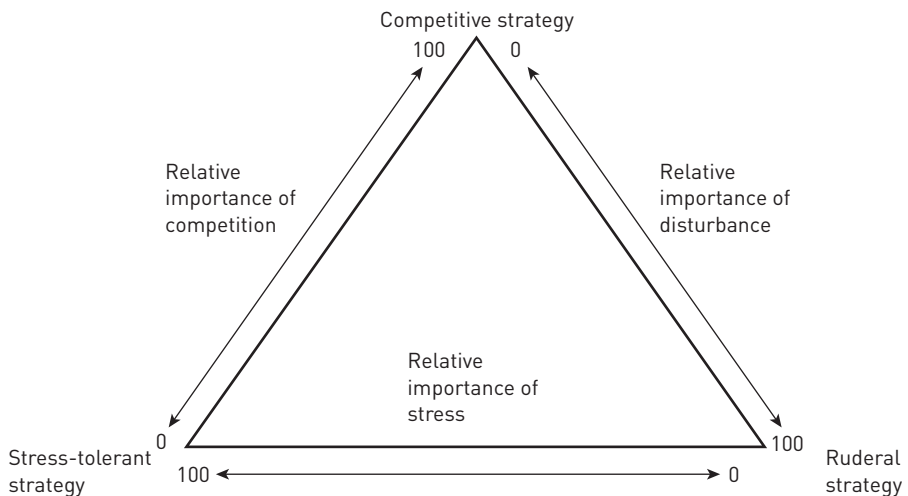 Competitive strategy
100 0
Relative
importance of
competition
Relative
importance of
disturbance
Relative
importance of
stress
0 100
Stress-tolerant
strategy
100 0
Ruderal
strategy